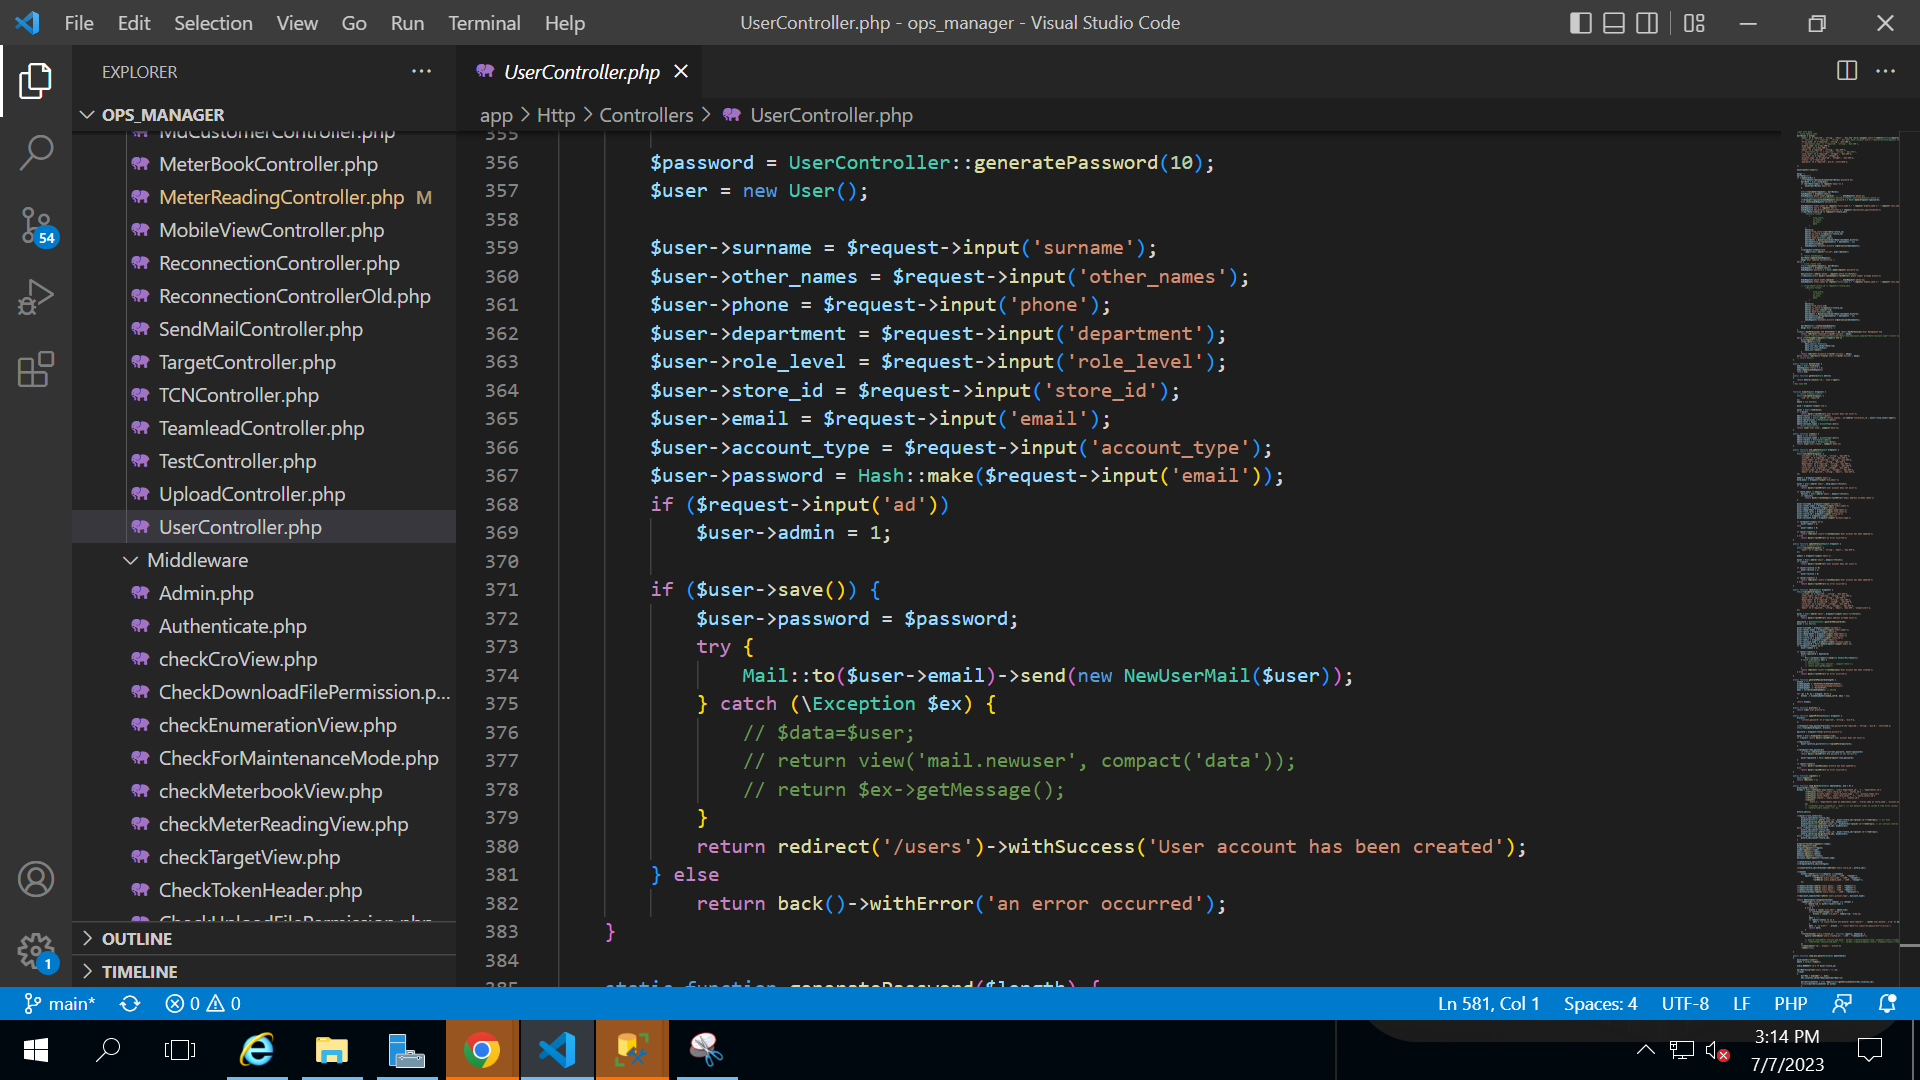 File Edit Selection View Go Run Terminal Help
UserController.php - ops_manager - Visual Studio Code
EXPLORER
OPS_MANAGER
MdCustomerController.php
MeterBookController.php
MeterReadingController.php M
MobileViewController.php
ReconnectionController.php
ReconnectionControllerOld.php
SendMailController.php
TargetController.php
TCNController.php
TeamleadController.php
TestController.php
UploadController.php
UserController.php
Middleware
Admin.php
Authenticate.php
checkCroView.php
CheckDownloadFilePermission.p...
checkEnumerationView.php
CheckForMaintenanceMode.php
checkMeterbookView.php
checkMeterReadingView.php
checkTargetView.php
CheckTokenHeader.php
CheckUploadFilePermission.php
OUTLINE
TIMELINE
54
1
UserController.php
app > Http > Controllers > UserController.php
355
356 $password = UserController::generatePassword(10);
357 $user = new User();
358
359 $user->surname = $request->input('surname');
360 $user->other_names = $request->input('other_names');
361 $user->phone = $request->input('phone');
362 $user->department = $request->input('department');
363 $user->role_level = $request->input('role_level');
364 $user->store_id = $request->input('store_id');
365 $user->email = $request->input('email');
366 $user->account_type = $request->input('account_type');
367 $user->password = Hash::make($request->input('email'));
368 if ($request->input('ad'))
369 $user->admin = 1;
370
371 if ($user->save()) {
372 $user->password = $password;
373 try {
374 Mail::to($user->email)->send(new NewUserMail($user));
375 } catch (\Exception $ex) {
376 // $data=$user;
377 // return view('mail.newuser', compact('data'));
378 // return $ex->getMessage();
379 }
380 return redirect('/users')->withSuccess('User account has been created');
381 } else
382 return back()->withError('an error occurred');
383 }
384
385 static function generatePassword($length) {
main* 0 0
Ln 581, Col 1 Spaces: 4 UTF-8 LF PHP
3:14 PM
7/7/2023